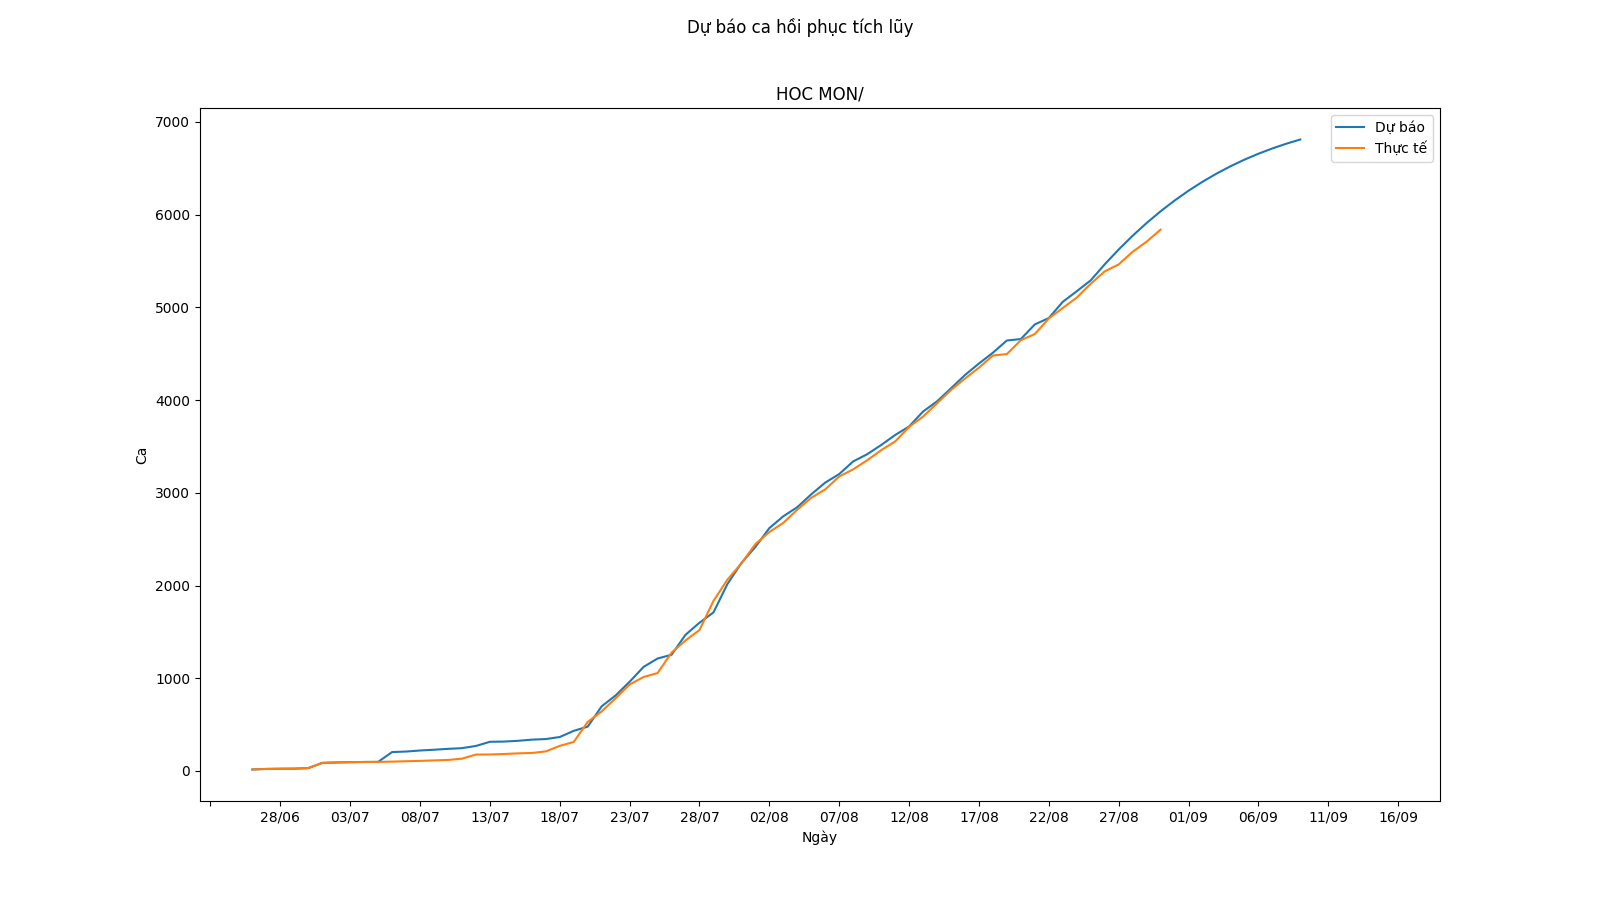 Dự báo ca hồi phục tích lũy
HOC MON/
Dự báo
Thực tế
7000
6000
5000
4000
3000
2000
1000
0
Ca
28/06 03/07 08/07 13/07 18/07 23/07 28/07 02/08 07/08 12/08 17/08 22/08 27/08 01/09 06/09 11/09 16/09
Ngày